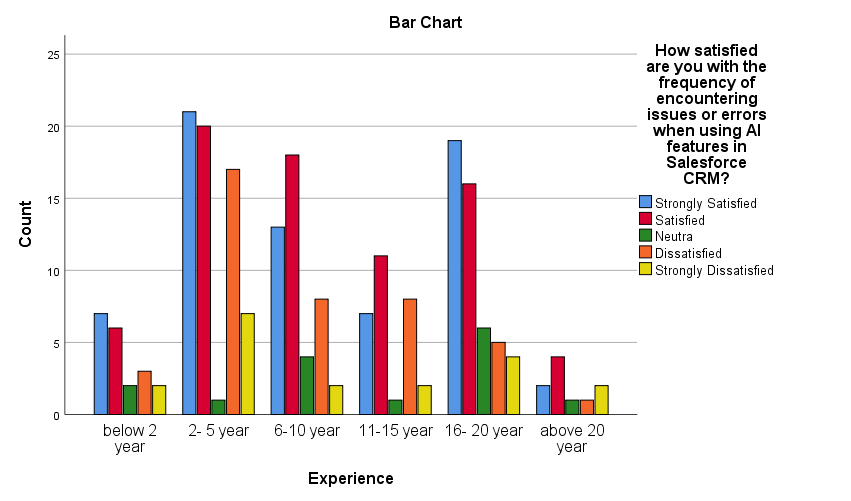 Bar Chart
How satisfied
are you with the
frequency of
encountering
issues or errors
when using AI
features in
Salesforce
CRM?
Strongly Satisfied
Satisfied
Neutra
Dissatisfied
Strongly Dissatisfied
Count
25
20
15
10
5
0
below 2
year
2- 5 year
6-10 year
11-15 year
16- 20 year
above 20
year
Experience